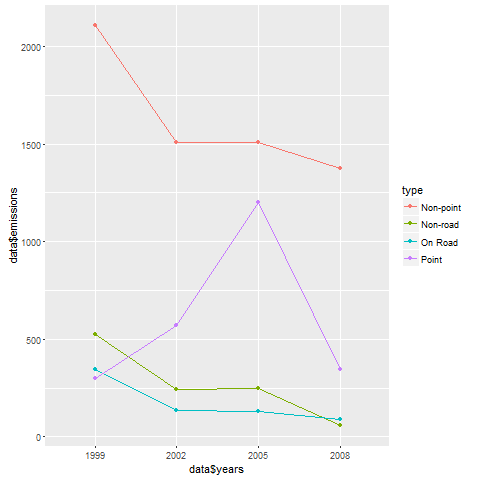 data$emissions
2000
1500
1000
500
0
1999 2002 2005 2008
data$years
type
Non-point
Non-road
On Road
Point